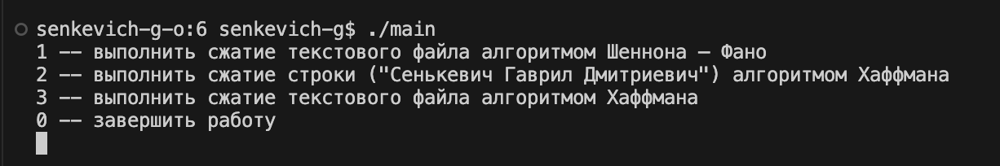 senkevich-g-o:6 senkevich-g$ ./main
1 -- выполнить сжатие текстового файла алгоритмом Шеннона – Фано
2 -- выполнить сжатие строки ("Сенькевич Гаврил Дмитриевич") алгоритмом Хаффмана
3 -- выполнить сжатие текстового файла алгоритмом Хаффмана
0 -- завершить работу